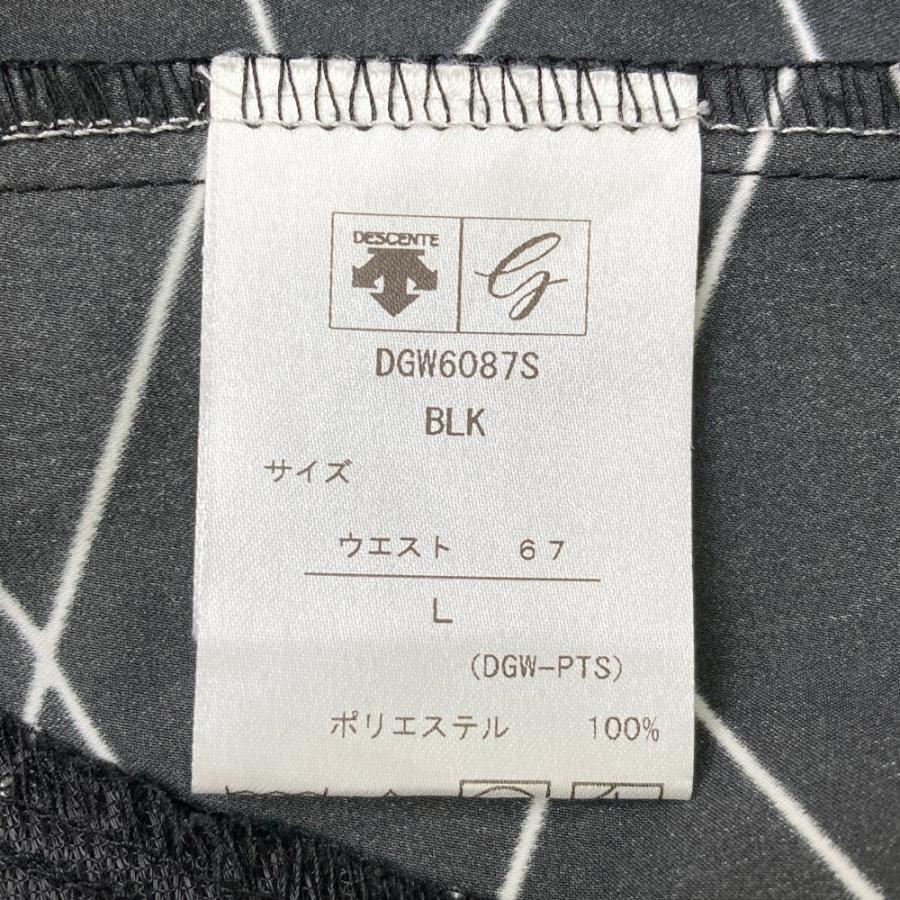 DESCENTE
G
DGW6087S
BLK
サイズ
ウエスト 67
L
(DGW-PTS)
ポリエステル 100%